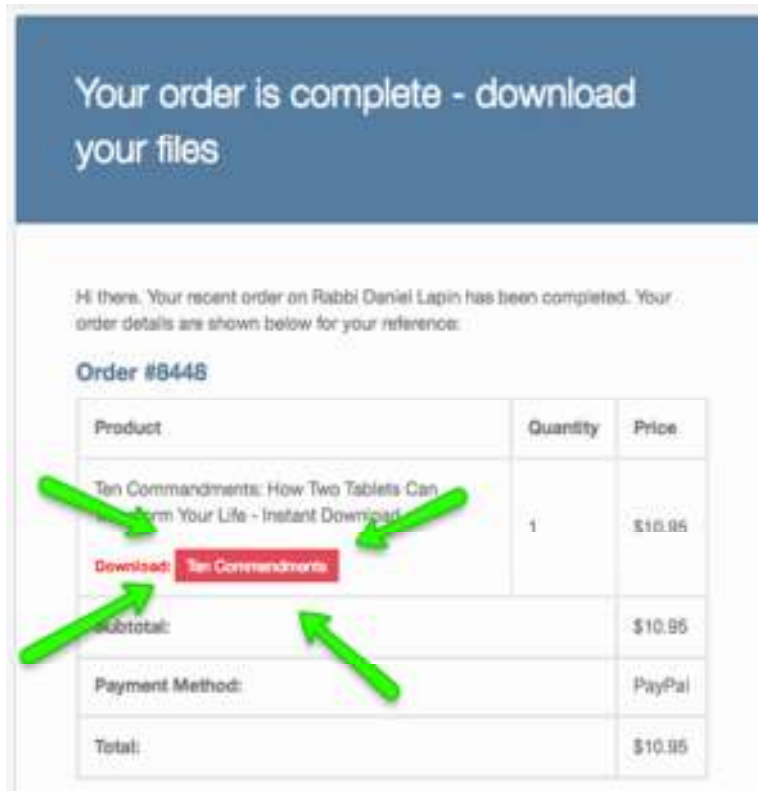 Your order is complete - download
your files
Hi there. Your recent order on Rabbi Daniel Lapin has been completed. Your
order details are shown below for your reference:
Order #8448
Product Quantity Price
Ten Commandments: How Two Tablets Can
Your Life - Instant Download
1 $10.95
Download: Ten Commandments
Subtotal: $10.95
Payment Method: PayPal
Total: $10.95